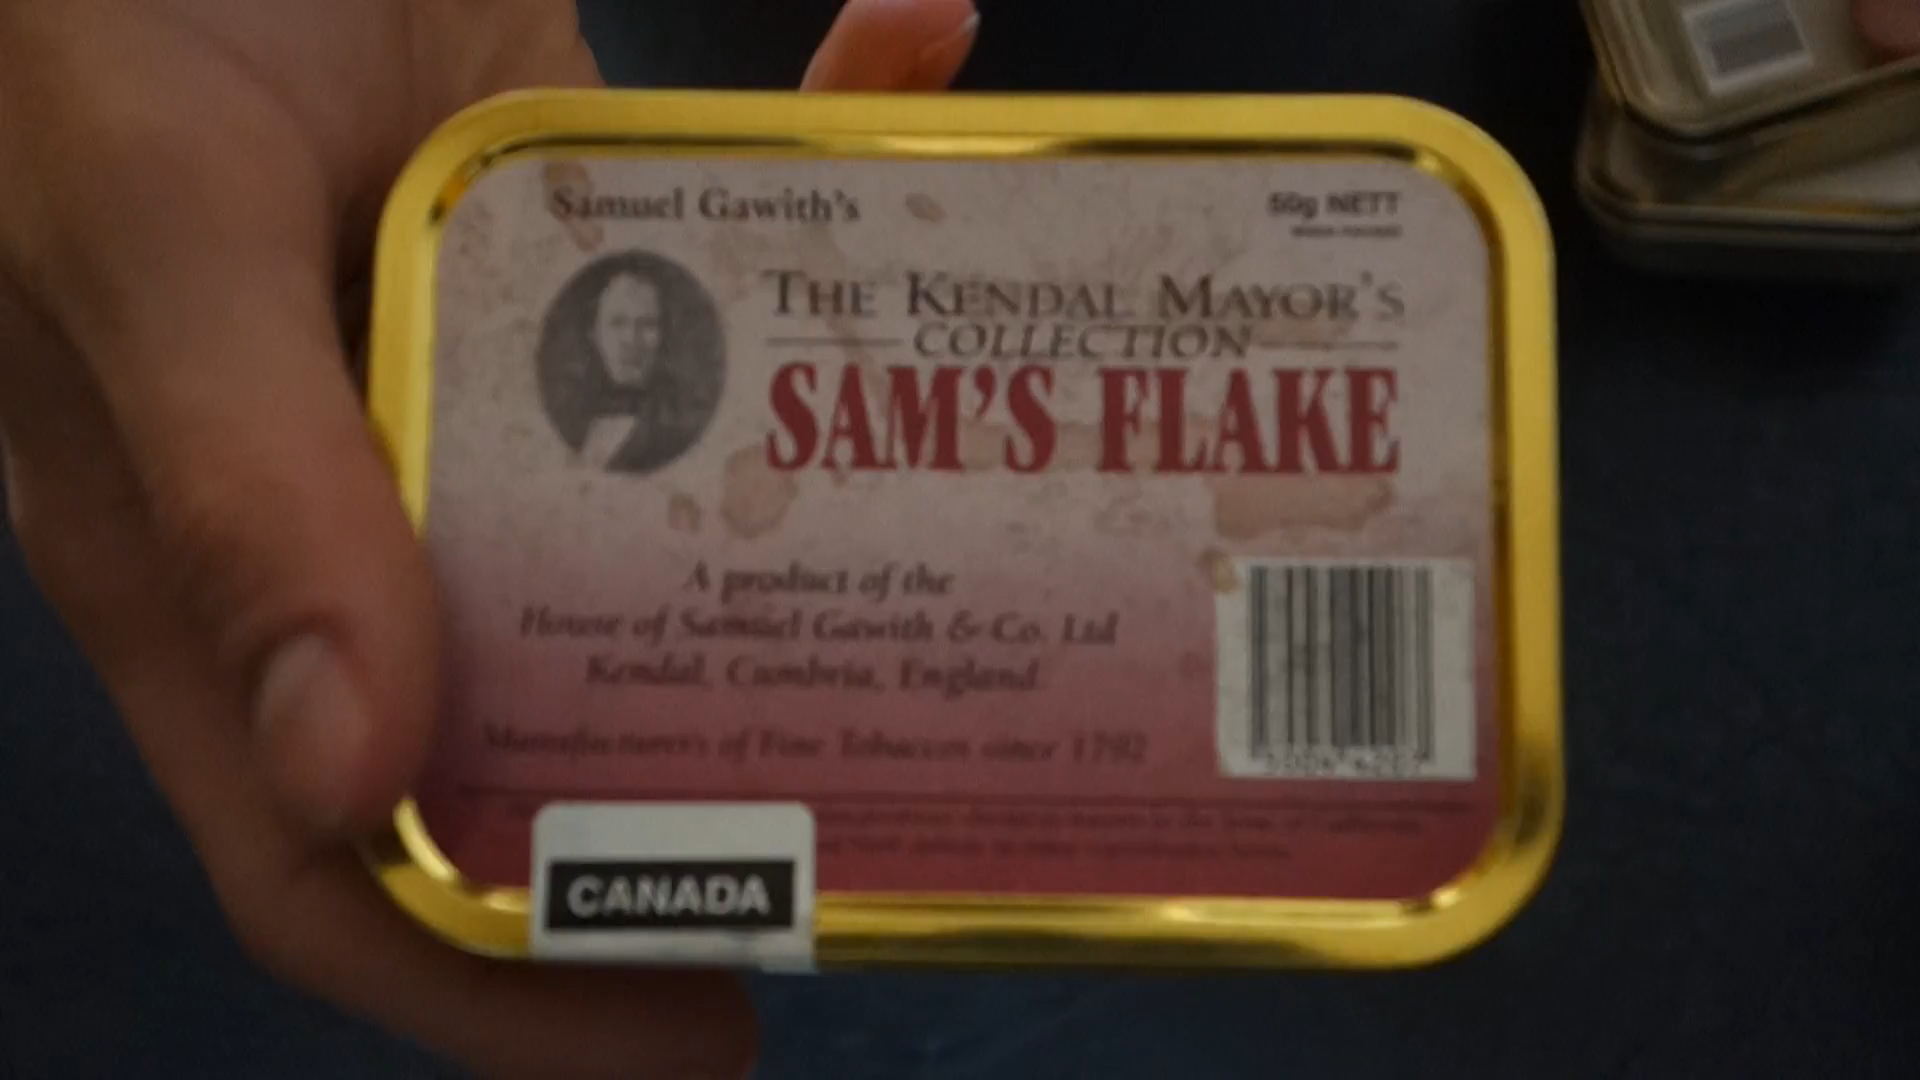 Samuel Gawith's
50g NETT
THE KENDAL MAYOR'S
COLLECTION
SAM'S FLAKE
A product of the
House of Samuel Gawith & Co. Ltd
Kendal, Cumbria, England.
Manufacturers of Fine Tobaccos since 1792
CANADA